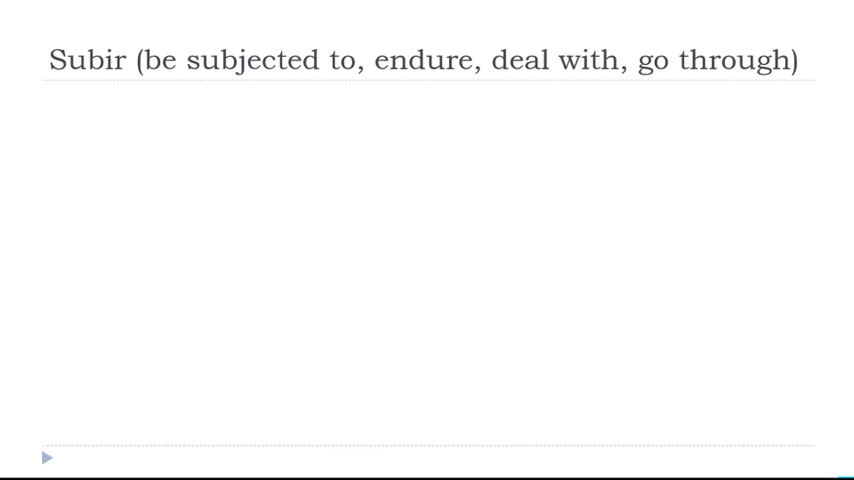 Subir (be subjected to, endure, deal with, go through)